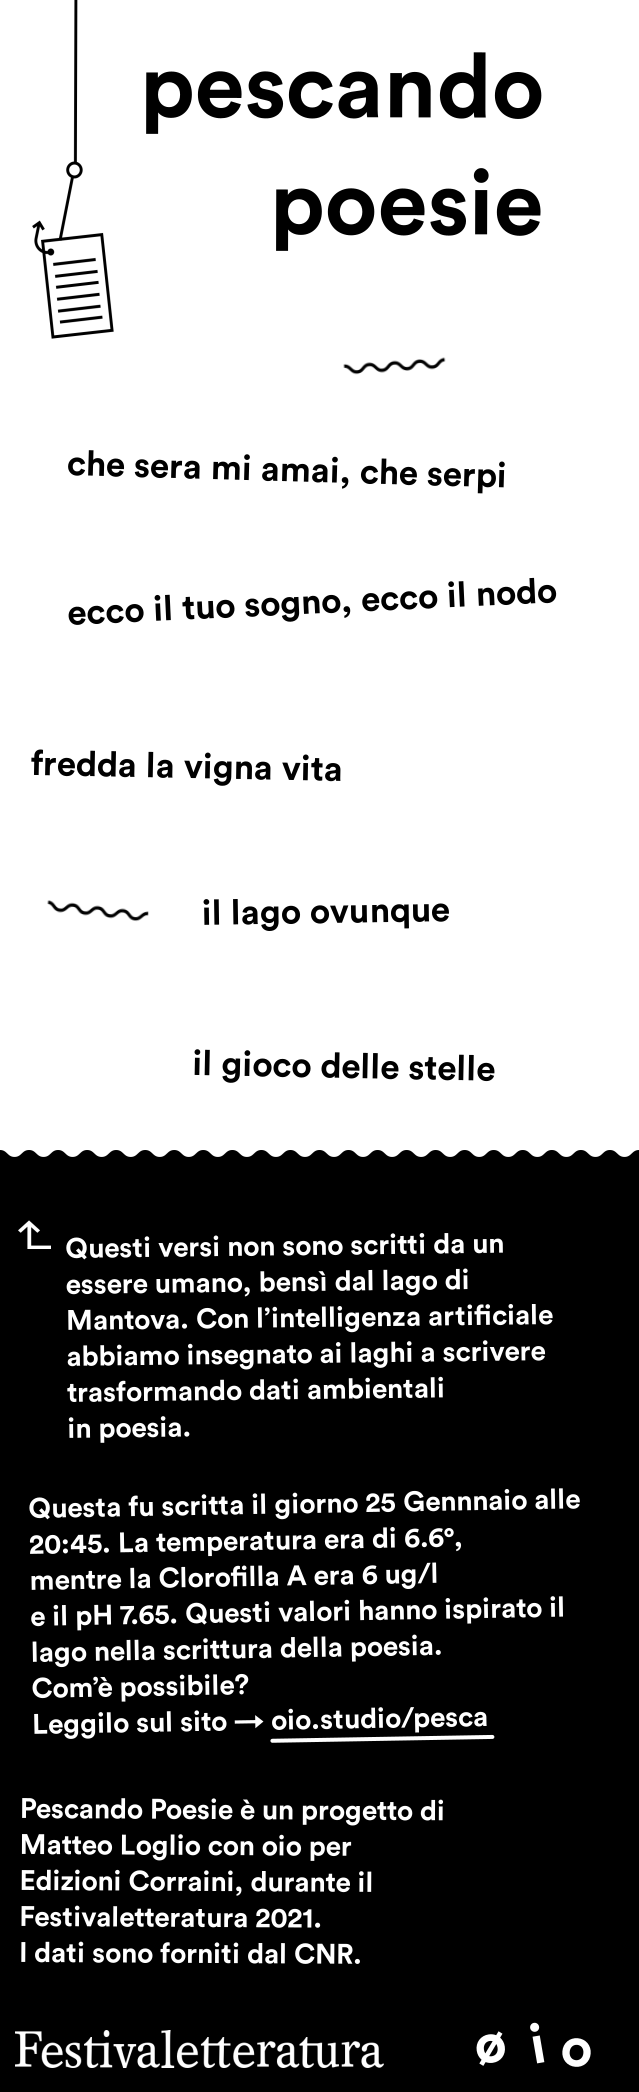 pescando
poesie
che sera mi amai, che serpi
ecco il tuo sogno, ecco il nodo
fredda la vigna vita
il lago ovunque
il gioco delle stelle
Questi versi non sono scritti da un
essere umano, bensì dal lago di
Mantova. Con l’intelligenza artificiale
abbiamo insegnato ai laghi a scrivere
trasformando dati ambientali
in poesia.
Questa fu scritta il giorno 25 Gennnaio alle
20:45. La temperatura era di 6.6º,
mentre la Clorofilla A era 6 ug/l
e il pH 7.65. Questi valori hanno ispirato il
lago nella scrittura della poesia.
Com’è possibile?
Leggilo sul sito → oio.studio/pesca
Pescando Poesie è un progetto di
Matteo Loglio con oio per
Edizioni Corraini, durante il
Festivaletteratura 2021.
I dati sono forniti dal CNR.
Festivaletteratura øio